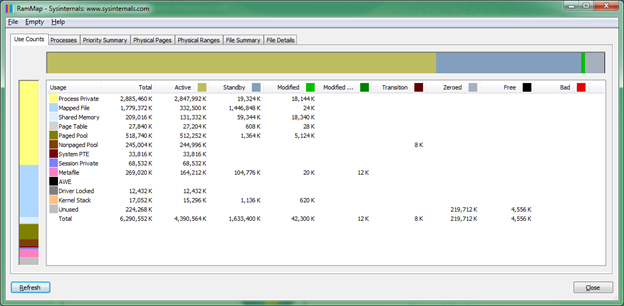 RamMap - Sysinternals: www.sysinternals.com
File Empty Help
Use Counts Processes Priority Summary Physical Pages Physical Ranges File Summary File Details
Usage Total Active Standby Modified Modified ... Transition Zeroed Free Bad
Process Private 2,885,460 K 2,847,992 K 19,324 K 18,144 K
Mapped File 1,779,372 K 332,500 K 1,446,848 K 24 K
Shared Memory 209,016 K 131,332 K 59,344 K 18,340 K
Page Table 27,840 K 27,204 K 608 K 28 K
Paged Pool 518,740 K 512,252 K 1,364 K 5,124 K
Nonpaged Pool 245,004 K 244,996 K 8 K
System PTE 33,816 K 33,816 K
Session Private 68,532 K 68,532 K
Metafile 269,020 K 164,212 K 104,776 K 20 K 12 K
AWE
Driver Locked 12,432 K 12,432 K
Kernel Stack 17,052 K 15,296 K 1,136 K 620 K
Unused 224,268 K 219,712 K 4,556 K
Total 6,290,552 K 4,390,564 K 1,633,400 K 42,300 K 12 K 8 K 219,712 K 4,556 K
Refresh Close